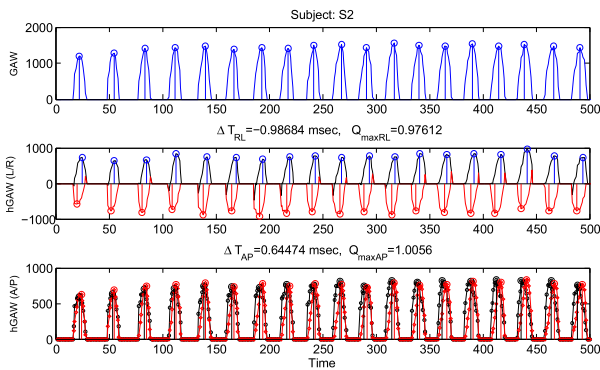 Subject: S2
2000
1000
0
GAW
0 50 100 150 200 250 300 350 400 450 500
Δ T_RL=−0.98684 msec, Q_maxRL=0.97612
1000
0
−1000
hGAW (L/R)
0 50 100 150 200 250 300 350 400 450 500
Δ T_AP=0.64474 msec, Q_maxAP=1.0056
1000
500
0
hGAW (A/P)
0 50 100 150 200 250 300 350 400 450 500
Time